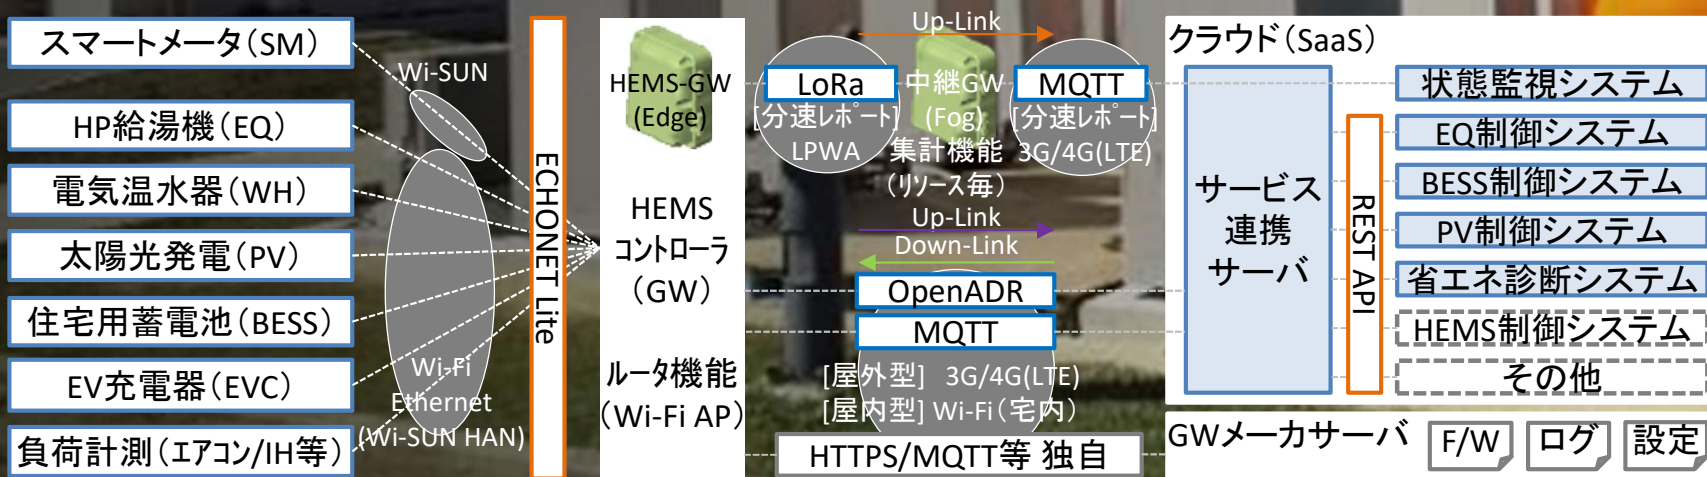 スマートメータ(SM)
HP給湯機(EQ)
電気温水器(WH)
太陽光発電(PV)
住宅用蓄電池(BESS)
EV充電器(EVC)
負荷計測(エアコン/IH等)
Wi-SUN
Wi-Fi
Ethernet
(Wi-SUN HAN)
ECHONET Lite
HEMS-GW
(Edge)
HEMS
コントローラ
(GW)
ルータ機能
(Wi-Fi AP)
Up-Link
LoRa
[分速レポート]
LPWA
中継GW
(Fog)
集計機能
(リソース毎)
MQTT
[分速レポート]
3G/4G(LTE)
Up-Link
Down-Link
OpenADR
MQTT
[屋外型] 3G/4G(LTE)
[屋内型] Wi-Fi(宅内)
HTTPS/MQTT等 独自
クラウド(SaaS)
サービス
連携
サーバ
REST API
状態監視システム
EQ制御システム
BESS制御システム
PV制御システム
省エネ診断システム
HEMS制御システム
その他
GWメーカサーバ
F/W
ログ
設定